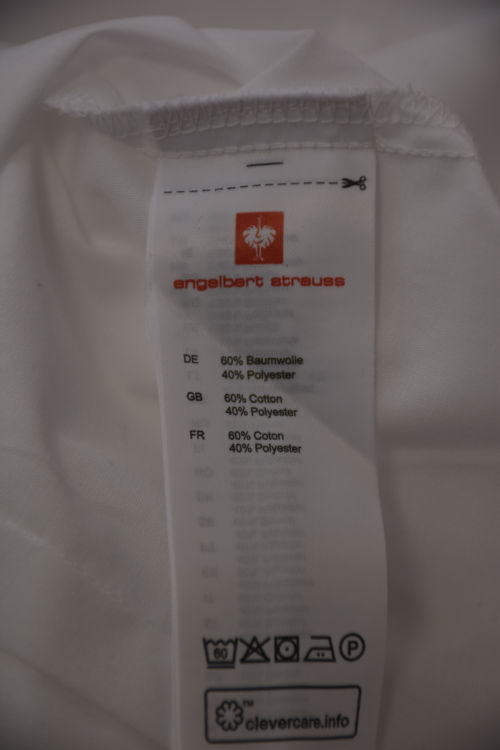 engelbert strauss
DE 60% Baumwolle
40% Polyester
GB 60% Cotton
40% Polyester
FR 60% Coton
40% Polyester
60 P
clevercare.info™